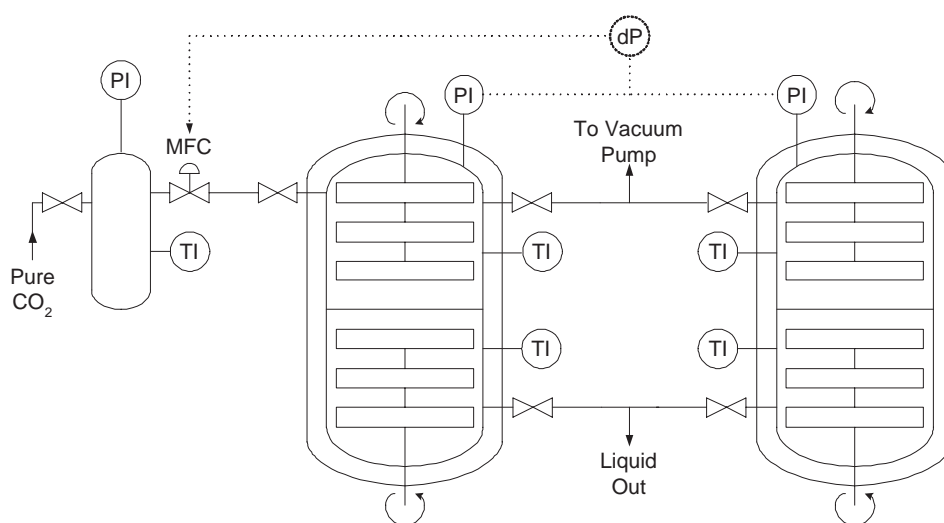 dP
PI
PI
PI
MFC
To Vacuum
Pump
TI
TI
TI
Pure
CO₂
TI
TI
Liquid
Out